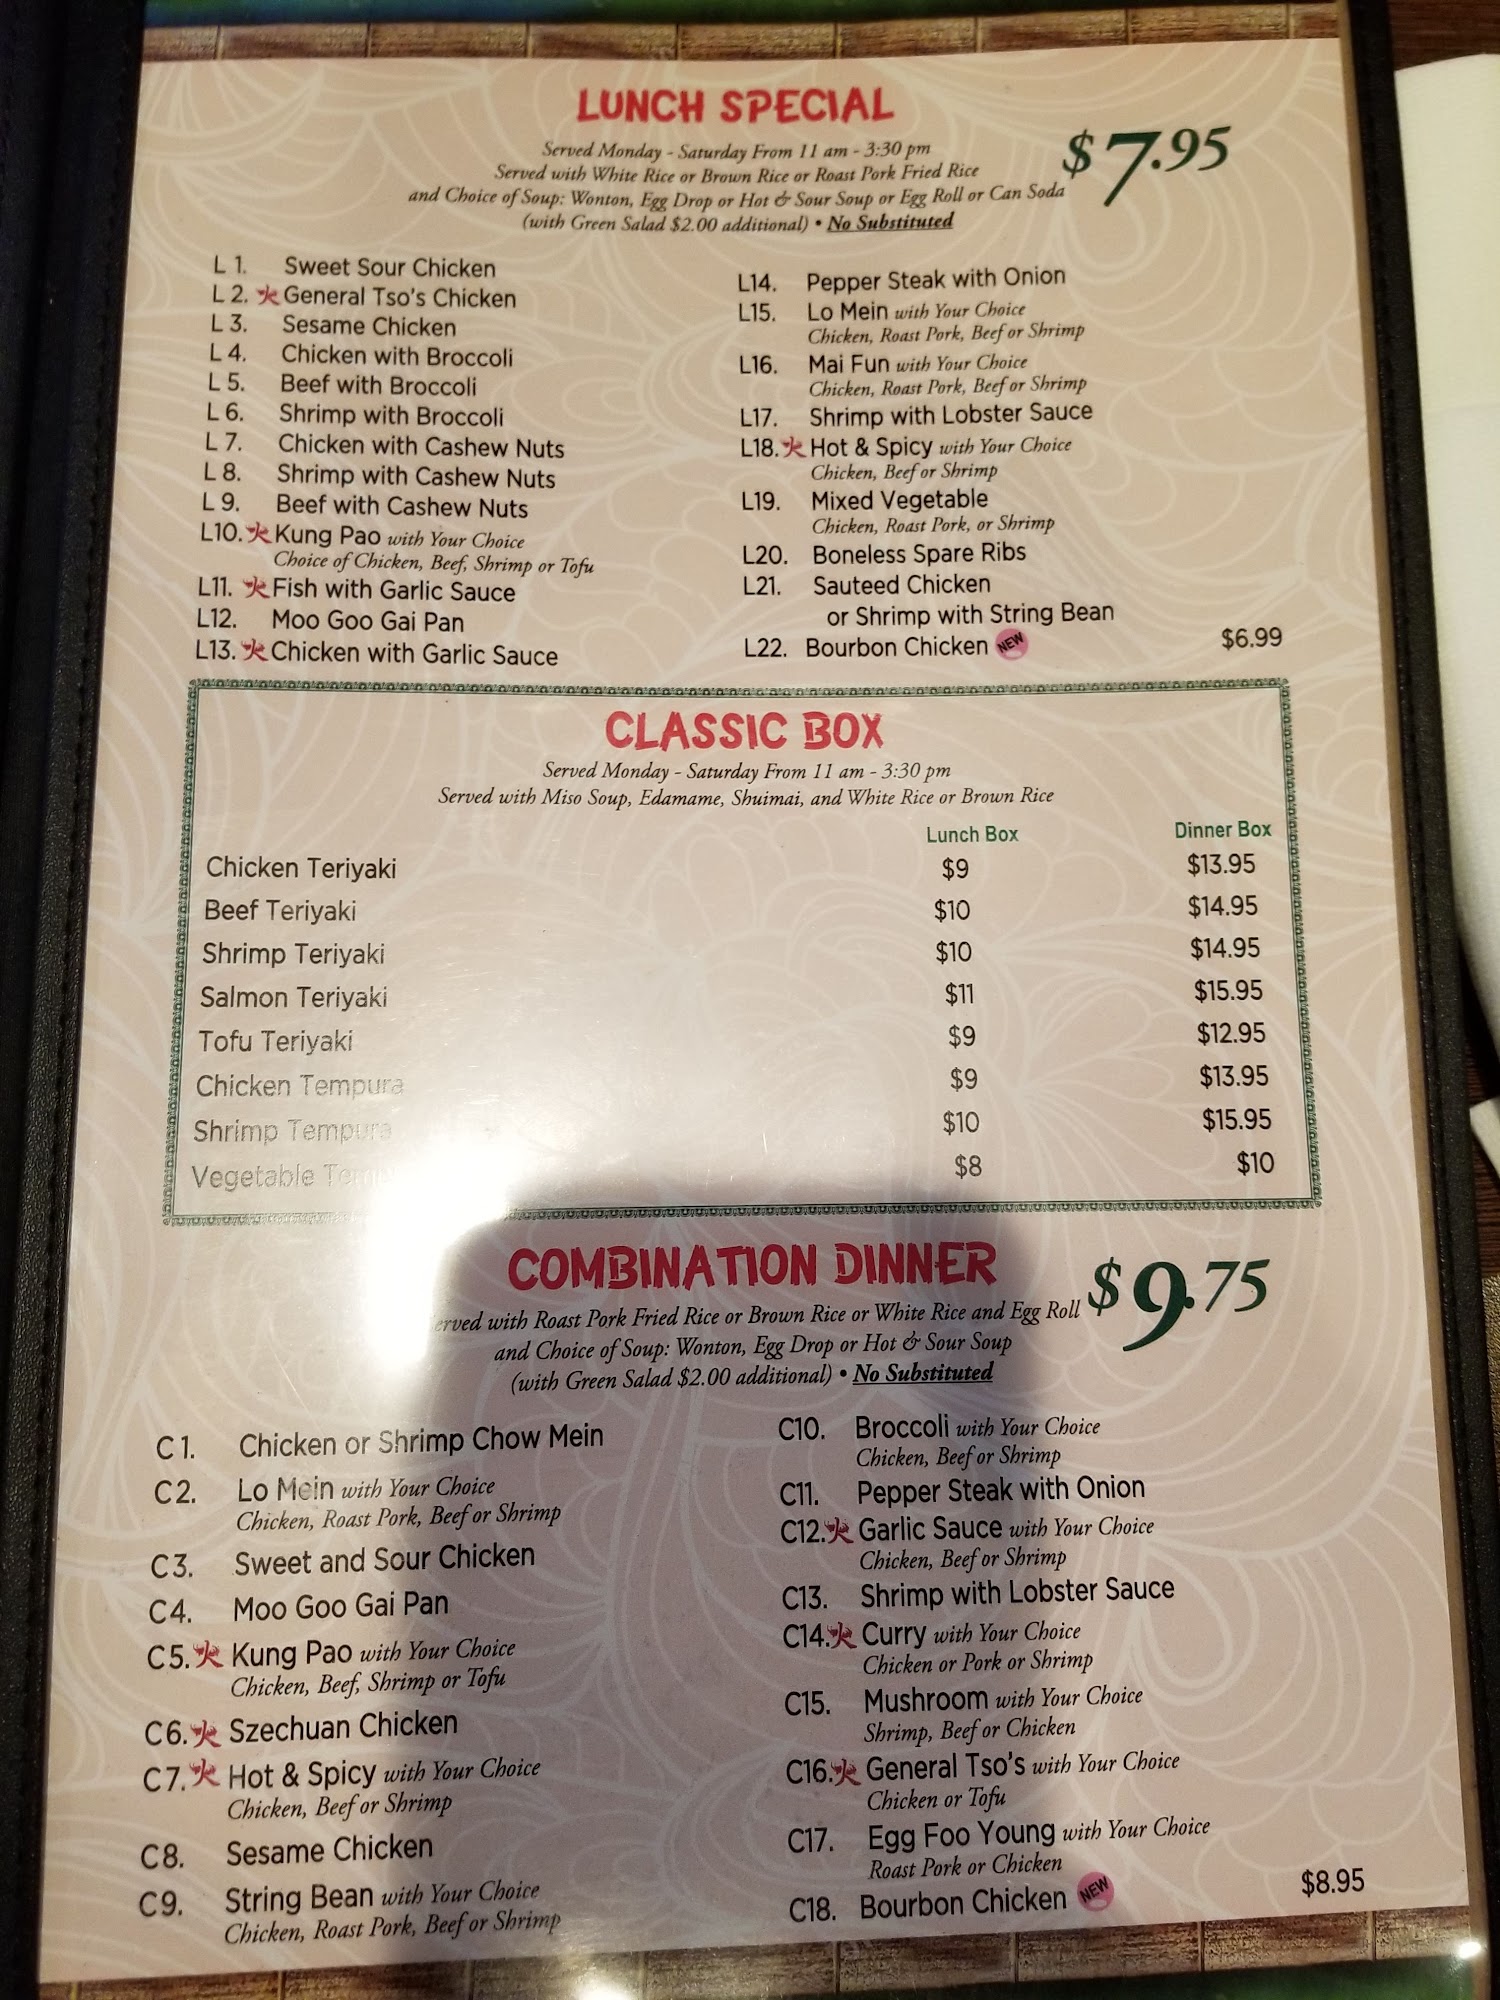 LUNCH SPECIAL
$7.95
Served Monday - Saturday From 11 am - 3:30 pm
Served with White Rice or Brown Rice or Roast Pork Fried Rice
and Choice of Soup: Wonton, Egg Drop or Hot & Sour Soup or Egg Roll or Can Soda
(with Green Salad $2.00 additional) • No Substituted
L 1. Sweet Sour Chicken
L 2. 火 General Tso's Chicken
L 3. Sesame Chicken
L 4. Chicken with Broccoli
L 5. Beef with Broccoli
L 6. Shrimp with Broccoli
L 7. Chicken with Cashew Nuts
L 8. Shrimp with Cashew Nuts
L 9. Beef with Cashew Nuts
L10. 火 Kung Pao with Your Choice
Choice of Chicken, Beef, Shrimp or Tofu
L11. 火 Fish with Garlic Sauce
L12. Moo Goo Gai Pan
L13. 火 Chicken with Garlic Sauce
L14. Pepper Steak with Onion
L15. Lo Mein with Your Choice
Chicken, Roast Pork, Beef or Shrimp
L16. Mai Fun with Your Choice
Chicken, Roast Pork, Beef or Shrimp
L17. Shrimp with Lobster Sauce
L18. 火 Hot & Spicy with Your Choice
Chicken, Beef or Shrimp
L19. Mixed Vegetable
Chicken, Roast Pork, or Shrimp
L20. Boneless Spare Ribs
L21. Sauteed Chicken
or Shrimp with String Bean
L22. Bourbon Chicken NEW $6.99
CLASSIC BOX
Served Monday - Saturday From 11 am - 3:30 pm
Served with Miso Soup, Edamame, Shuimai, and White Rice or Brown Rice
Lunch Box Dinner Box
Chicken Teriyaki $9 $13.95
Beef Teriyaki $10 $14.95
Shrimp Teriyaki $10 $14.95
Salmon Teriyaki $11 $15.95
Tofu Teriyaki $9 $12.95
Chicken Tempura $9 $13.95
Shrimp Tempura $10 $15.95
Vegetable $8 $10
COMBINATION DINNER
$9.75
erved with Roast Pork Fried Rice or Brown Rice or White Rice and Egg Roll
and Choice of Soup: Wonton, Egg Drop or Hot & Sour Soup
(with Green Salad $2.00 additional) • No Substituted
C 1. Chicken or Shrimp Chow Mein
C2. Lo Mein with Your Choice
Chicken, Roast Pork, Beef or Shrimp
C3. Sweet and Sour Chicken
C4. Moo Goo Gai Pan
C5. 火 Kung Pao with Your Choice
Chicken, Beef, Shrimp or Tofu
C6. 火 Szechuan Chicken
C7. 火 Hot & Spicy with Your Choice
Chicken, Beef or Shrimp
C8. Sesame Chicken
C9. String Bean with Your Choice
Chicken, Roast Pork, Beef or Shrimp
C10. Broccoli with Your Choice
Chicken, Beef or Shrimp
C11. Pepper Steak with Onion
C12. 火 Garlic Sauce with Your Choice
Chicken, Beef or Shrimp
C13. Shrimp with Lobster Sauce
C14. 火 Curry with Your Choice
Chicken or Pork or Shrimp
C15. Mushroom with Your Choice
Shrimp, Beef or Chicken
C16. 火 General Tso's with Your Choice
Chicken or Tofu
C17. Egg Foo Young with Your Choice
Roast Pork or Chicken
C18. Bourbon Chicken NEW $8.95